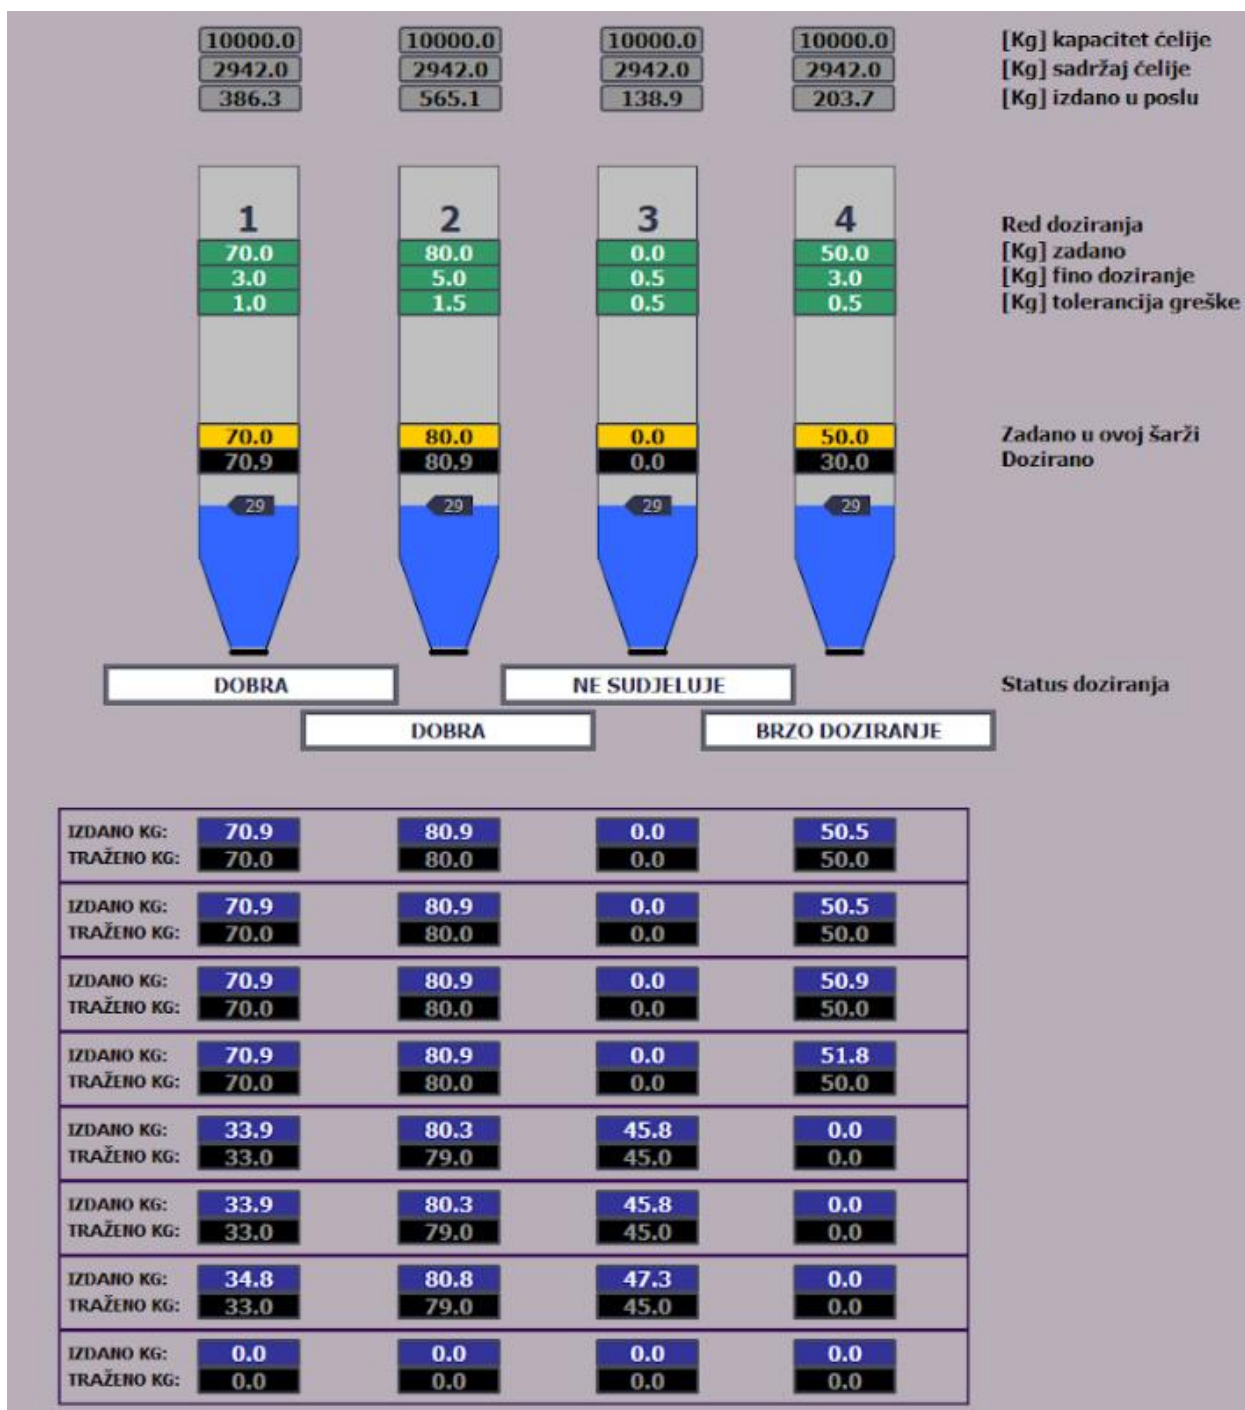 10000.0 10000.0 10000.0 10000.0 [Kg] kapacitet ćelije
2942.0 2942.0 2942.0 2942.0 [Kg] sadržaj ćelije
386.3 565.1 138.9 203.7 [Kg] izdano u poslu
1 2 3 4 Red doziranja
70.0 80.0 0.0 50.0 [Kg] zadano
3.0 5.0 0.5 3.0 [Kg] fino doziranje
1.0 1.5 0.5 0.5 [Kg] tolerancija greške
70.0 80.0 0.0 50.0 Zadano u ovoj šarži
70.9 80.9 0.0 30.0 Dozirano
29 29 29 29
DOBRA NE SUDJELUJE Status doziranja
DOBRA BRZO DOZIRANJE
IZDANO KG: 70.9 80.9 0.0 50.5
TRAŽENO KG: 70.0 80.0 0.0 50.0
IZDANO KG: 70.9 80.9 0.0 50.5
TRAŽENO KG: 70.0 80.0 0.0 50.0
IZDANO KG: 70.9 80.9 0.0 50.9
TRAŽENO KG: 70.0 80.0 0.0 50.0
IZDANO KG: 70.9 80.9 0.0 51.8
TRAŽENO KG: 70.0 80.0 0.0 50.0
IZDANO KG: 33.9 80.3 45.8 0.0
TRAŽENO KG: 33.0 79.0 45.0 0.0
IZDANO KG: 33.9 80.3 45.8 0.0
TRAŽENO KG: 33.0 79.0 45.0 0.0
IZDANO KG: 34.8 80.8 47.3 0.0
TRAŽENO KG: 33.0 79.0 45.0 0.0
IZDANO KG: 0.0 0.0 0.0 0.0
TRAŽENO KG: 0.0 0.0 0.0 0.0